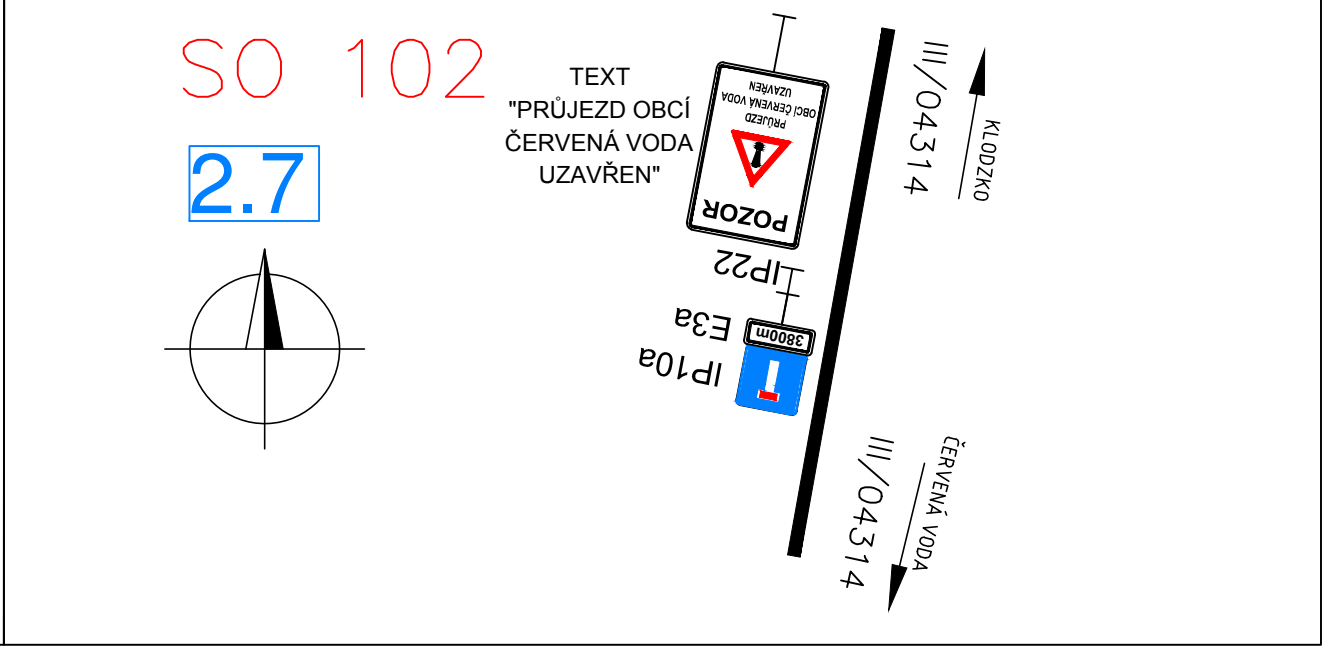 SO 102
2.7
TEXT
"PRŮJEZD OBCÍ
ČERVENÁ VODA
UZAVŘEN"
POZOR
PRŮJEZD
OBCÍ ČERVENÁ VODA
UZAVŘEN
IP22
E3a
3800m
IP10a
III/04314
KLODZKO
III/04314
ČERVENÁ VODA